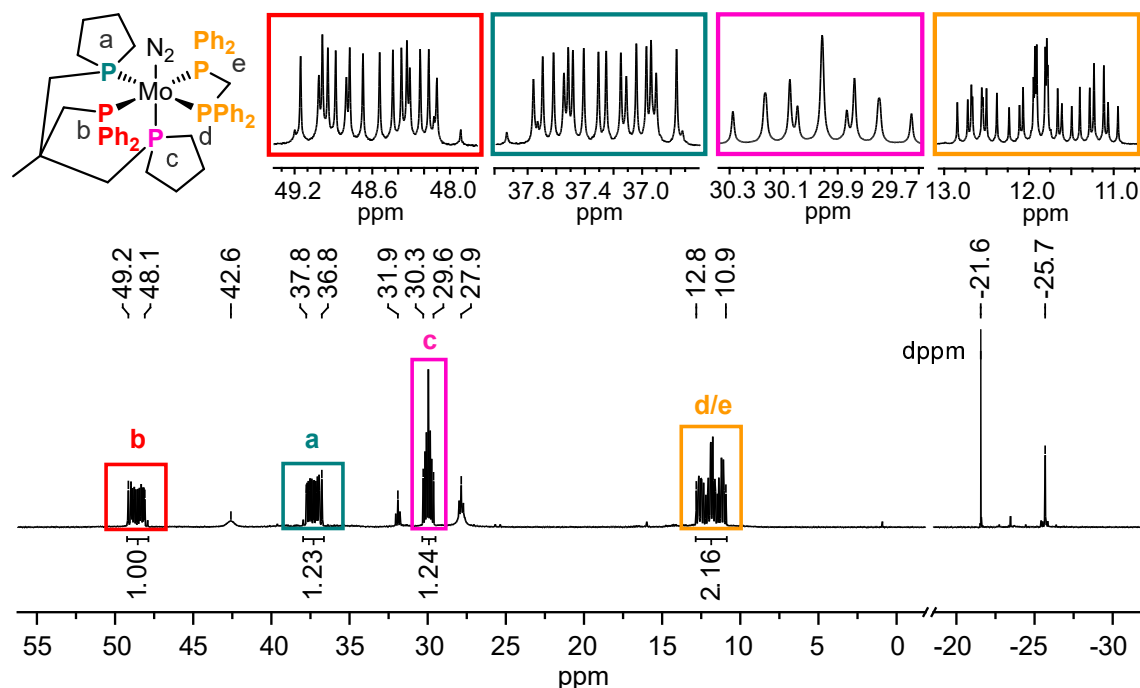 a
N2
Ph2
P
P
e
Mo
P
PPh2
b
Ph2
P
d
c
49.2 48.6 48.0
ppm
37.8 37.4 37.0
ppm
30.3 30.1 29.9 29.7
ppm
13.0 12.0 11.0
ppm
49.2
48.1
42.6
37.8
36.8
31.9
30.3
29.6
27.9
12.8
10.9
-21.6
-25.7
b
a
c
d/e
dppm
1.00
1.23
1.24
2.16
55 50 45 40 35 30 25 20 15 10 5 0 -20 -25 -30
ppm